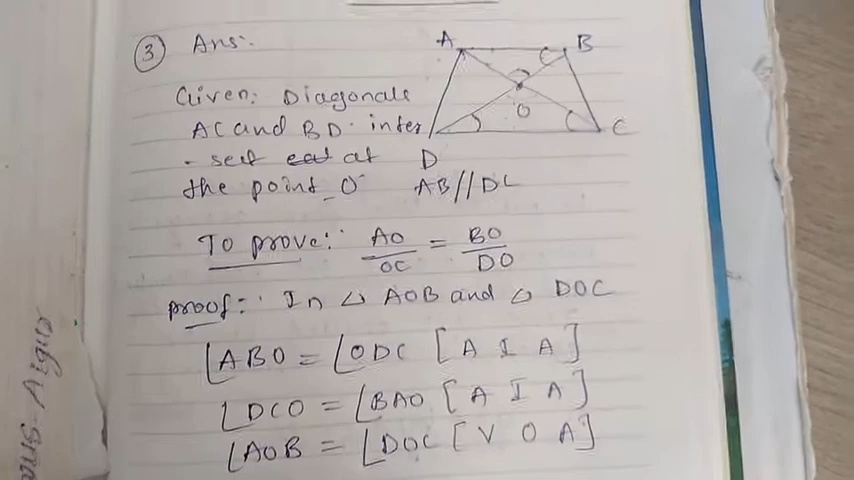 3 Ans:
A B
Given: Diagonals
O
AC and BD inter
C
- sect at D
the point O AB//DC
To prove: AO/OC = BO/DO
proof: In △ AOB and △ DOC
∠ABO = ∠ODC [A I A]
∠DCO = ∠BAO [A I A]
∠AOB = ∠DOC [V O A]